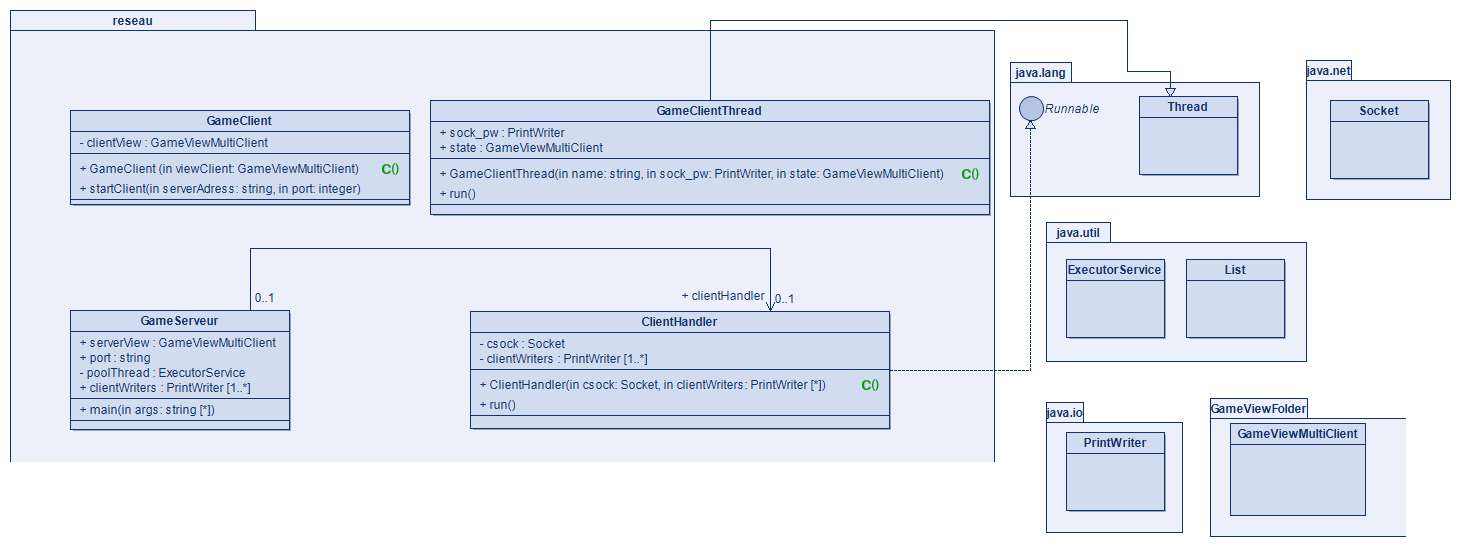 reseau
GameClient
- clientView : GameViewMultiClient
+ GameClient (in viewClient: GameViewMultiClient) C()
+ startClient(in serverAdress: string, in port: integer)
GameClientThread
+ sock_pw : PrintWriter
+ state : GameViewMultiClient
+ GameClientThread(in name: string, in sock_pw: PrintWriter, in state: GameViewMultiClient) C()
+ run()
0..1
+ clientHandler
0..1
GameServeur
+ serverView : GameViewMultiClient
+ port : string
- poolThread : ExecutorService
+ clientWriters : PrintWriter [1..*]
+ main(in args: string [*])
ClientHandler
- csock : Socket
- clientWriters : PrintWriter [1..*]
+ ClientHandler(in csock: Socket, in clientWriters: PrintWriter [*]) C()
+ run()
java.lang
Runnable
Thread
java.net
Socket
java.util
ExecutorService
List
java.io
PrintWriter
GameViewFolder
GameViewMultiClient